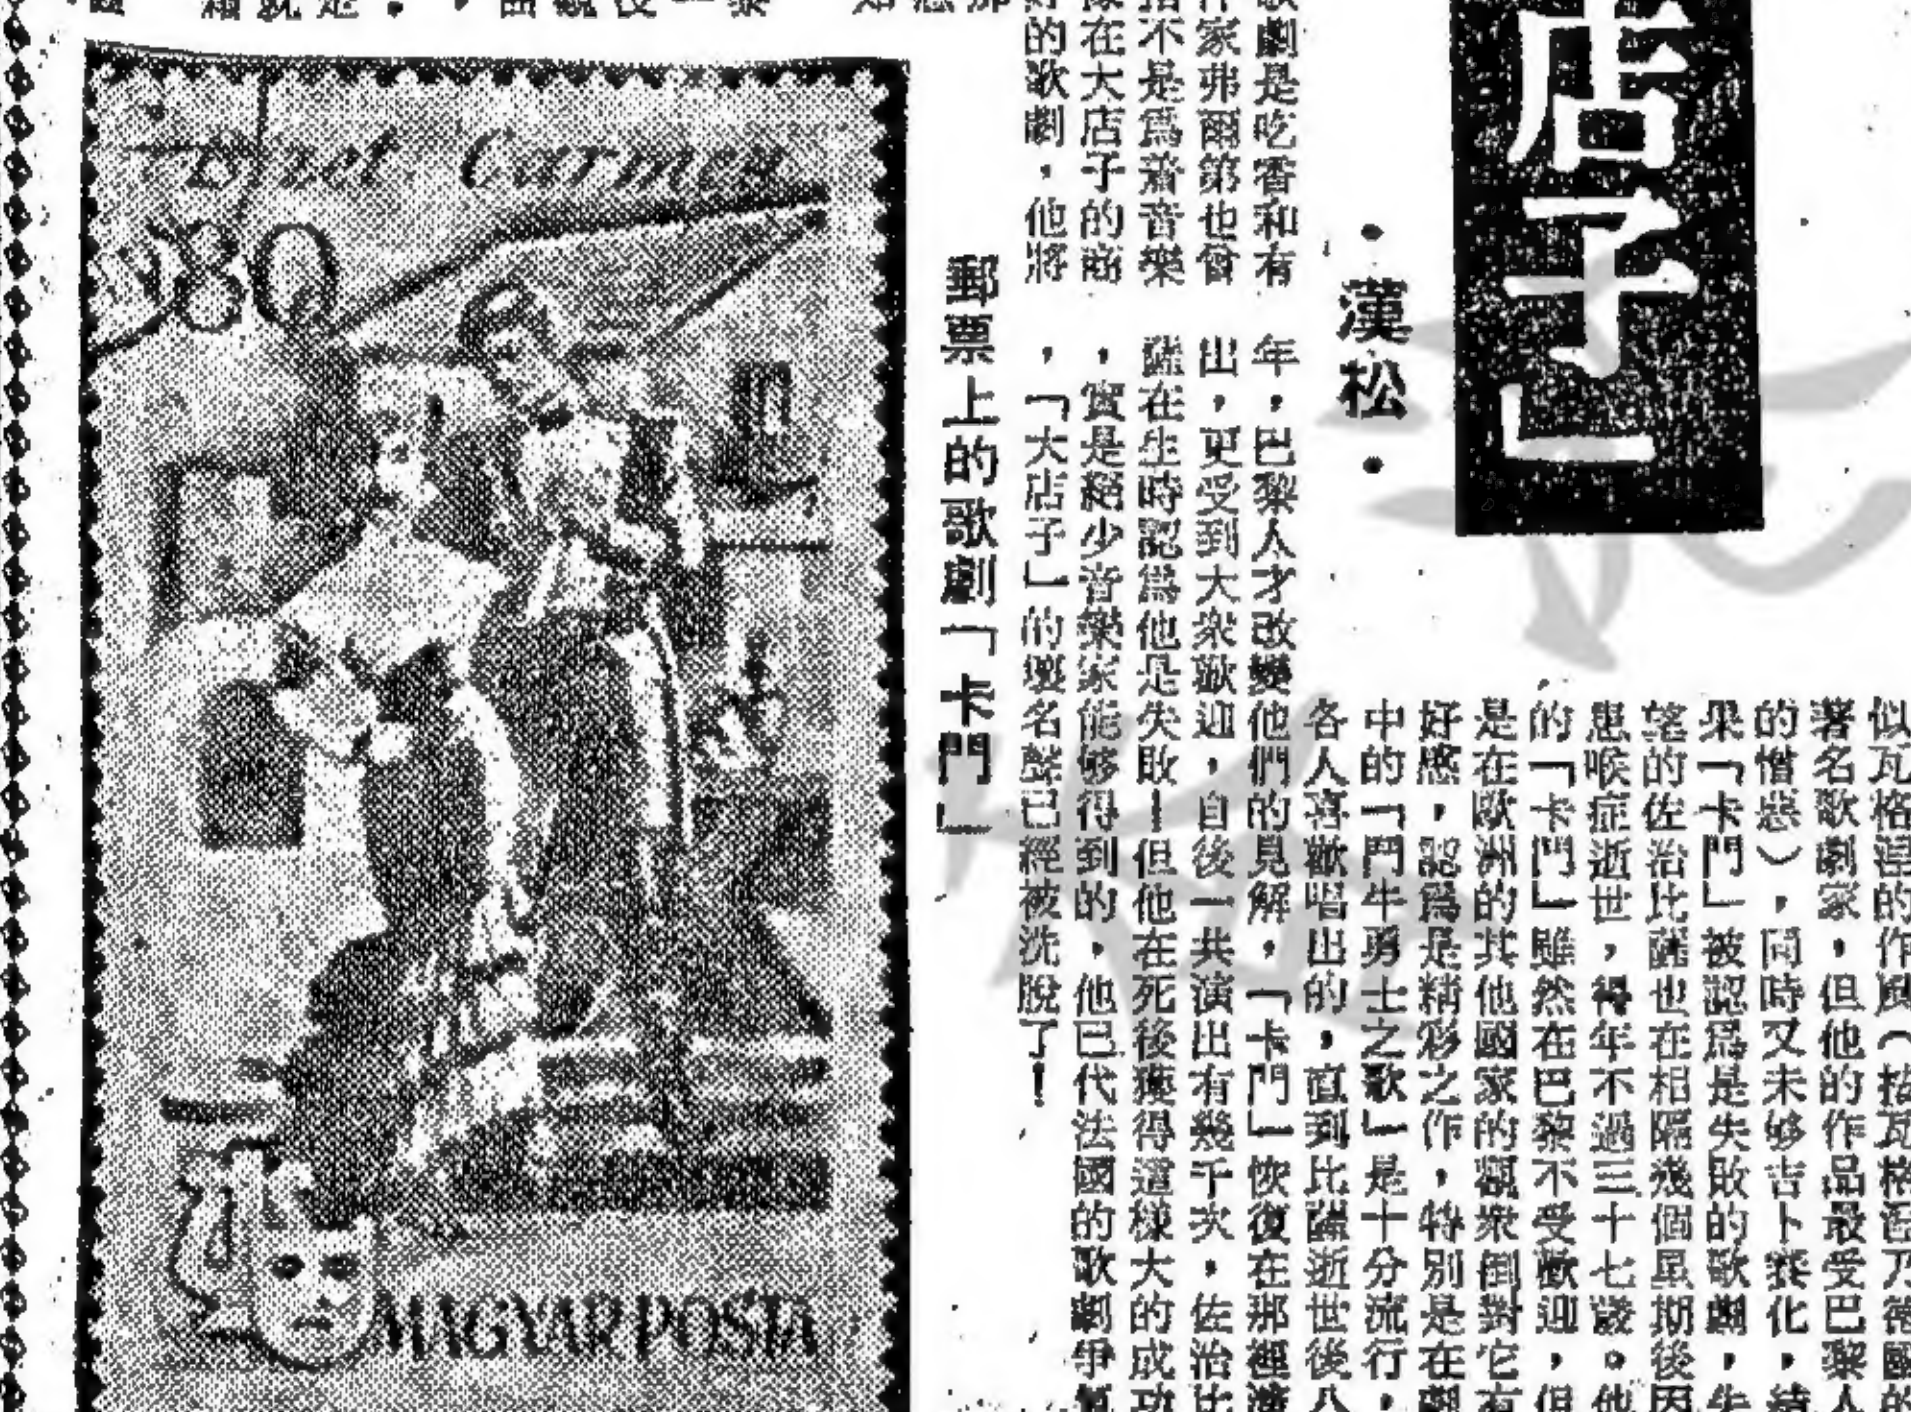 店子」
•漢松•
似瓦格涅的作風（按瓦格涅乃德國的
著名歌劇家，但他的作品最受巴黎人
的憎惡），同時又未够吉卜賽化，結
果「卡門」被認爲是失敗的歌劇，失
望的佐治比薩也在相隔幾個星期後因
患喉症逝世，得年不過三十七歲。他
的「卡門」雖然在巴黎不受歡迎，但
是在歐洲的其他國家的觀衆倒對它有
好感，認爲是精彩之作，特別是在劇
中的「鬥牛勇士之歌」是十分流行，
各人喜歡唱出的，直到比薩逝世後八
歌劇是吃香和有
作家弗爾第也曾
不是爲着音樂
像在大店子的商
好的歌劇，他將
年，巴黎人才改變他們的見解，「卡門」恢復在那裡演
出，更受到大衆歡迎，自後一共演出有幾千次，佐治比
薩在生時認爲他是失敗—但他在死後獲得這樣大的成功
，實是絕少音樂家能够得到的，他已代法國的歌劇爭氣
，「大店子」的壞名聲已經被洗脫了！
郵票上的歌劇「卡門」
Bizet Carmen
MAGYAR POSTA